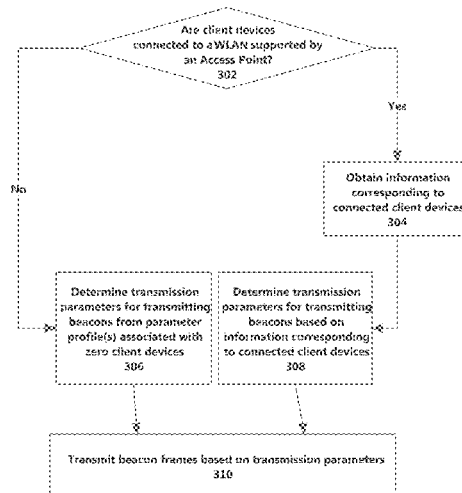 Are client devices
connected to a WLAN supported by
an Access Point?
302
Yes
No
Obtain information
corresponding to
connected client devices
304
Determine transmission
parameters for transmitting
beacons from parameter
profile(s) associated with
zero client devices
306
Determine transmission
parameters for transmitting
beacons based on
information corresponding
to connected client devices
308
Transmit beacon frames based on transmission parameters
310